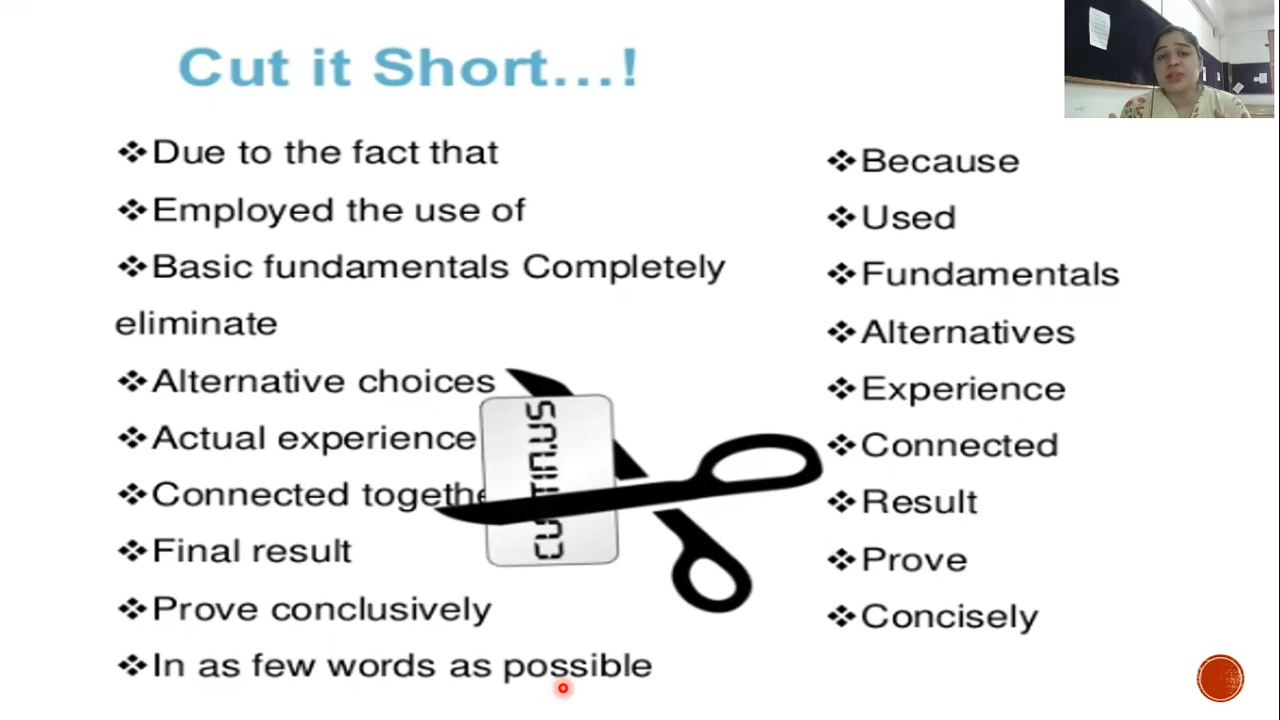 Cut it Short...!
❖Due to the fact that
❖Employed the use of
❖Basic fundamentals Completely
eliminate
❖Alternative choices
❖Actual experience
❖Connected togethe
❖Final result
❖Prove conclusively
❖In as few words as possible
❖Because
❖Used
❖Fundamentals
❖Alternatives
❖Experience
❖Connected
❖Result
❖Prove
❖Concisely